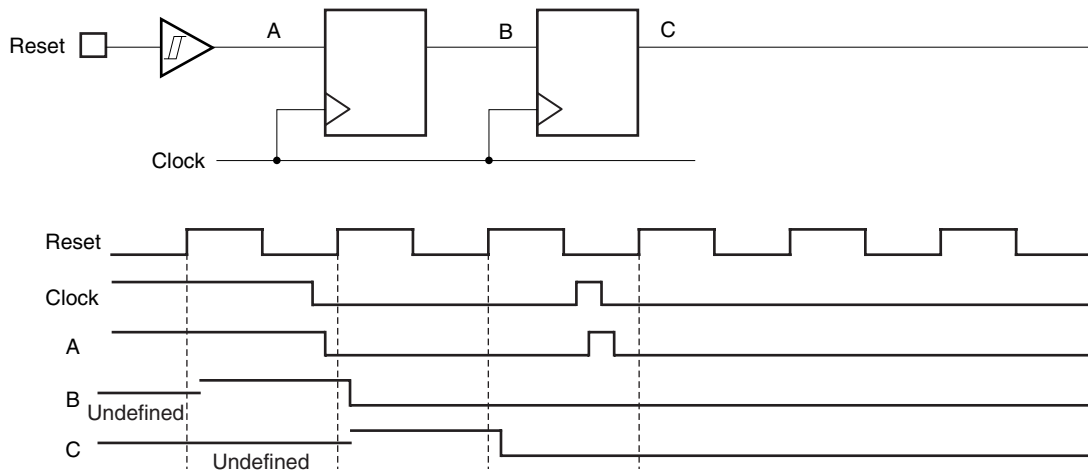 Reset
A
B
C
Clock
Reset
Clock
A
B
Undefined
C
Undefined